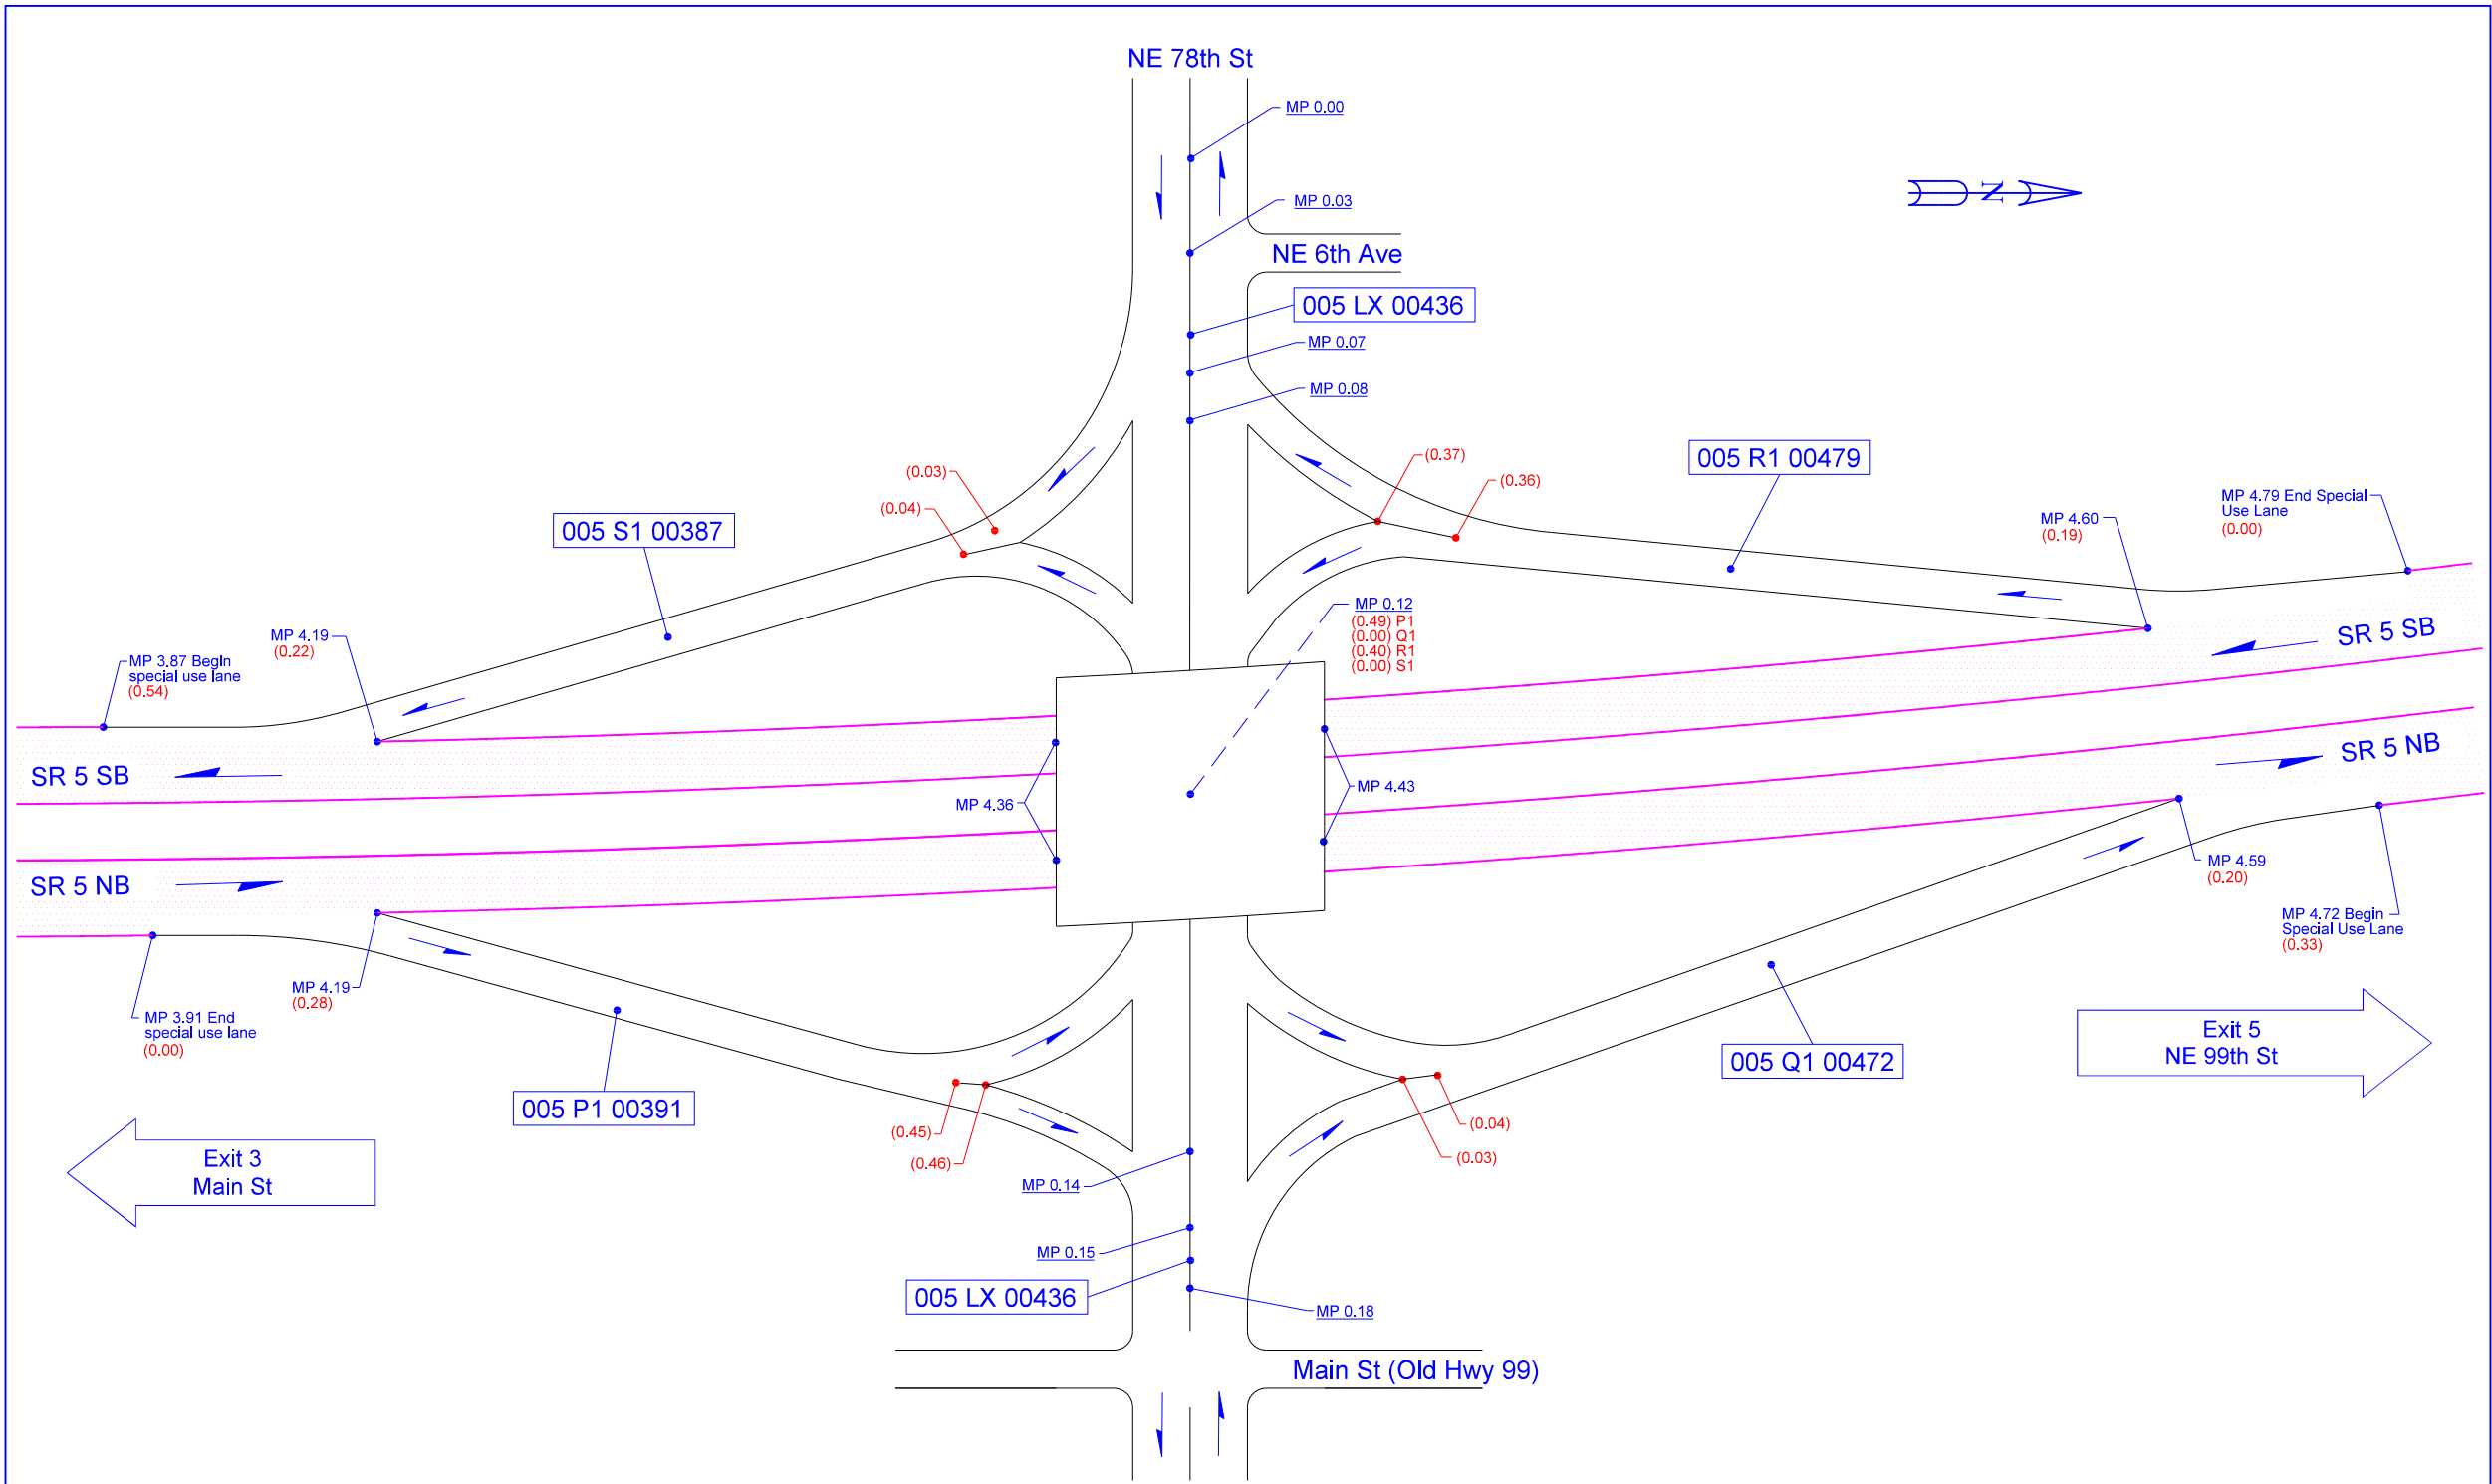 NE 78th St
MP 0.00
N
MP 0.03
NE 6th Ave
005 LX 00436
MP 0.07
MP 0.08
(0.03)
(0.04)
(0.37)
(0.36)
005 R1 00479
005 S1 00387
MP 4.60
(0.19)
MP 4.79 End Special
Use Lane
(0.00)
MP 4.19
(0.22)
MP 3.87 Begin
special use lane
(0.54)
MP 0.12
(0.49) P1
(0.00) Q1
(0.40) R1
(0.00) S1
SR 5 SB
SR 5 NB
SR 5 SB
MP 4.36
MP 4.43
SR 5 NB
MP 4.59
(0.20)
MP 4.72 Begin
Special Use Lane
(0.33)
MP 4.19
(0.28)
MP 3.91 End
special use lane
(0.00)
005 P1 00391
005 Q1 00472
Exit 5
NE 99th St
(0.45)
(0.46)
(0.04)
(0.03)
Exit 3
Main St
MP 0.14
MP 0.15
005 LX 00436
MP 0.18
Main St (Old Hwy 99)